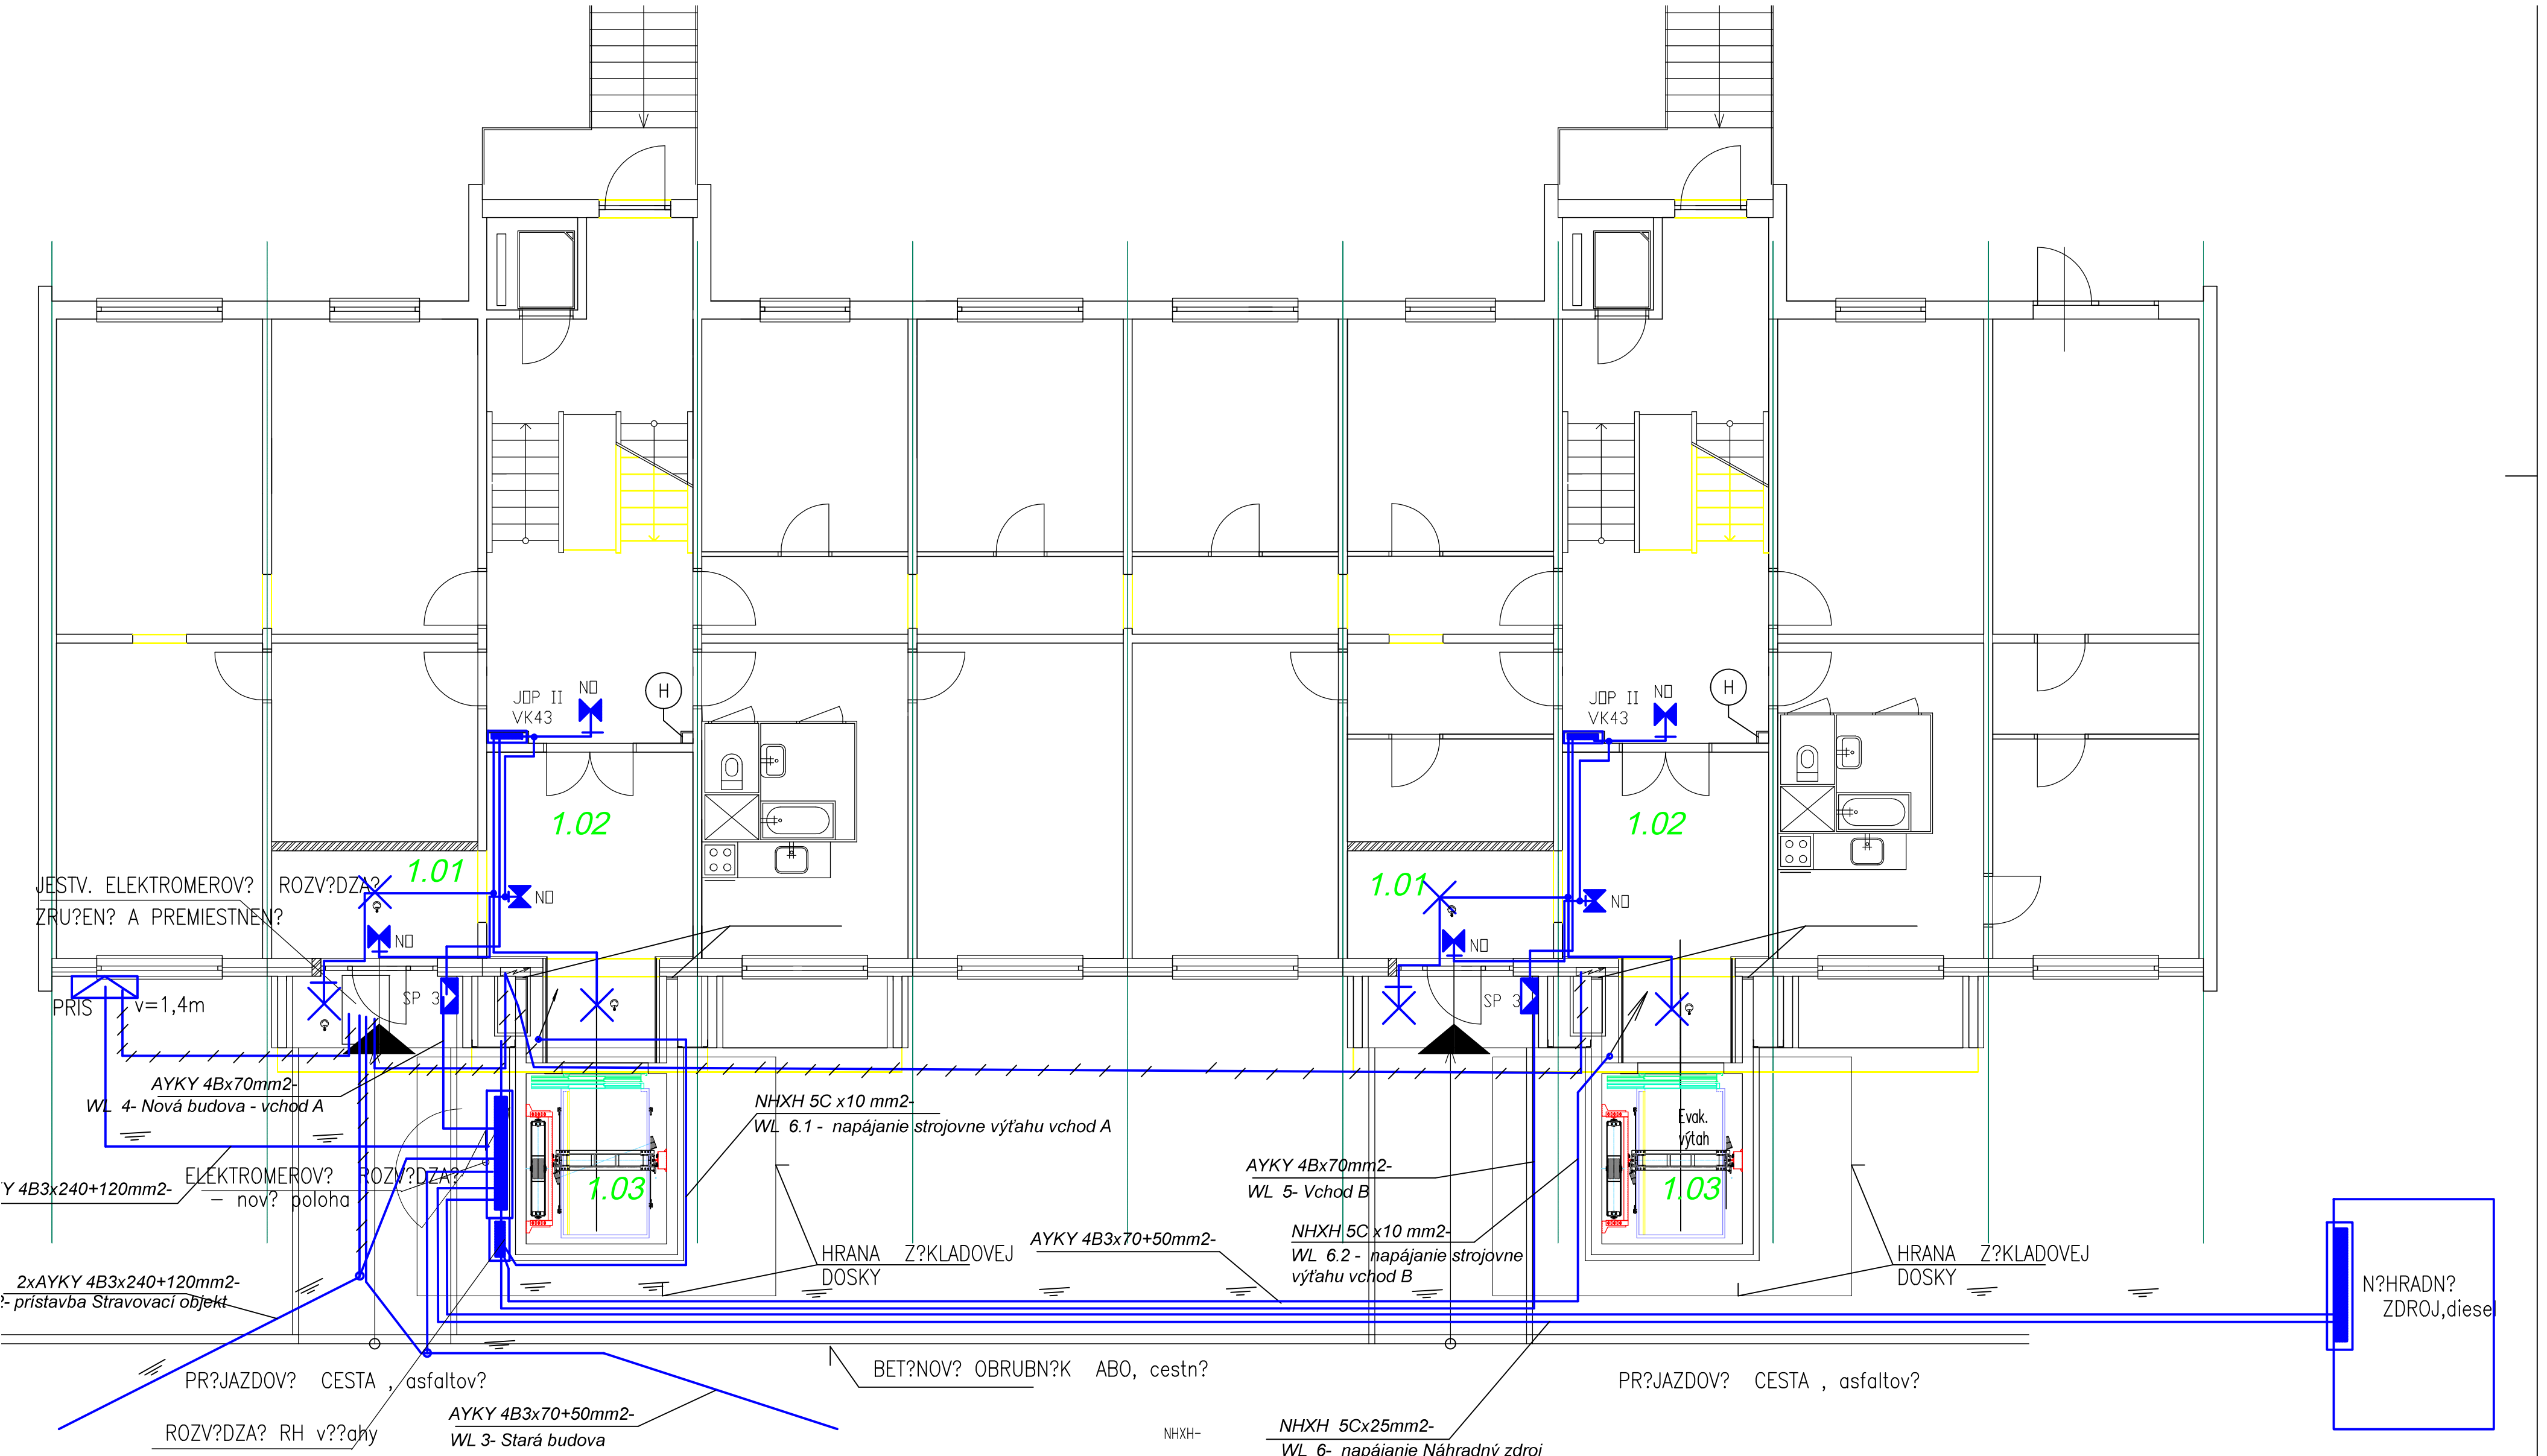 JOP II
VK43
NO
H
JOP II
VK43
NO
H
1.02
1.02
1.01
1.01
JESTV. ELEKTROMEROV? ROZV?DZA?
ZRU?EN? A PREMIESTNEN?
NO
NO
NO
NO
PRIS
v=1,4m
SP 3
SP 3
AYKY 4Bx70mm2-
WL 4- Nová budova - vchod A
NHXH 5C x10 mm2-
WL 6.1 - napájanie strojovne výťahu vchod A
Evak.
výtah
Y 4B3x240+120mm2-
ELEKTROMEROV? ROZV?DZA?
- nov? poloha
1.03
AYKY 4Bx70mm2-
WL 5- Vchod B
1.03
NHXH 5C x10 mm2-
WL 6.2 - napájanie strojovne
výťahu vchod B
AYKY 4B3x70+50mm2-
HRANA Z?KLADOVEJ
DOSKY
HRANA Z?KLADOVEJ
DOSKY
2xAYKY 4B3x240+120mm2-
?- prístavba Stravovací objekt
N?HRADN?
ZDROJ,diesel
PR?JAZDOV? CESTA , asfaltov?
BET?NOV? OBRUBN?K ABO, cestn?
PR?JAZDOV? CESTA , asfaltov?
ROZV?DZA? RH v??ahy
AYKY 4B3x70+50mm2-
WL 3- Stará budova
NHXH-
NHXH 5Cx25mm2-
WL 6- napájanie Náhradný zdroj